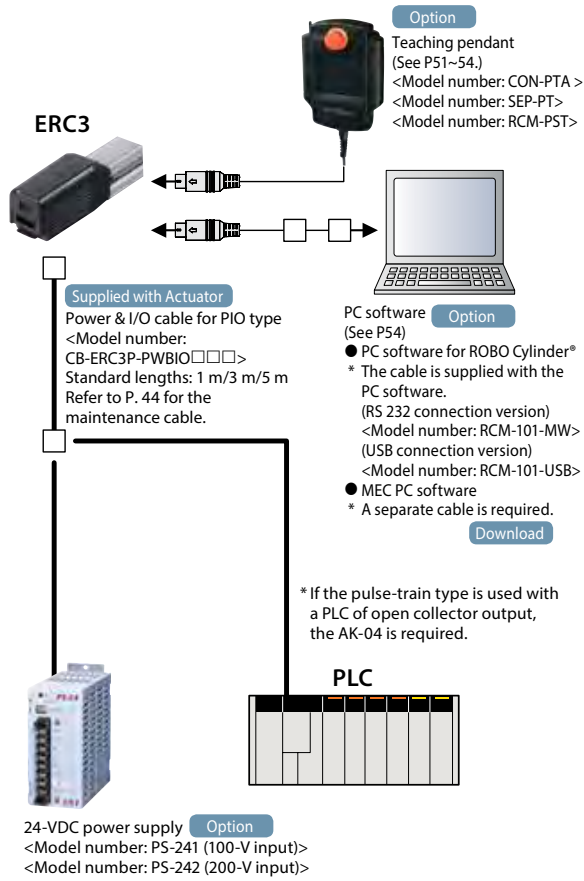 Option
Teaching pendant
(See P51~54.)
<Model number: CON-PTA >
<Model number: SEP-PT>
<Model number: RCM-PST>
ERC3
Supplied with Actuator
Power & I/O cable for PIO type
<Model number:
CB-ERC3P-PWBIO□□□>
Standard lengths: 1 m/3 m/5 m
Refer to P. 44 for the
maintenance cable.
PC software Option
(See P54)
● PC software for ROBO Cylinder®
* The cable is supplied with the
PC software.
(RS 232 connection version)
<Model number: RCM-101-MW>
(USB connection version)
<Model number: RCM-101-USB>
● MEC PC software
* A separate cable is required.
Download
* If the pulse-train type is used with
a PLC of open collector output,
the AK-04 is required.
PLC
24-VDC power supply Option
<Model number: PS-241 (100-V input)>
<Model number: PS-242 (200-V input)>